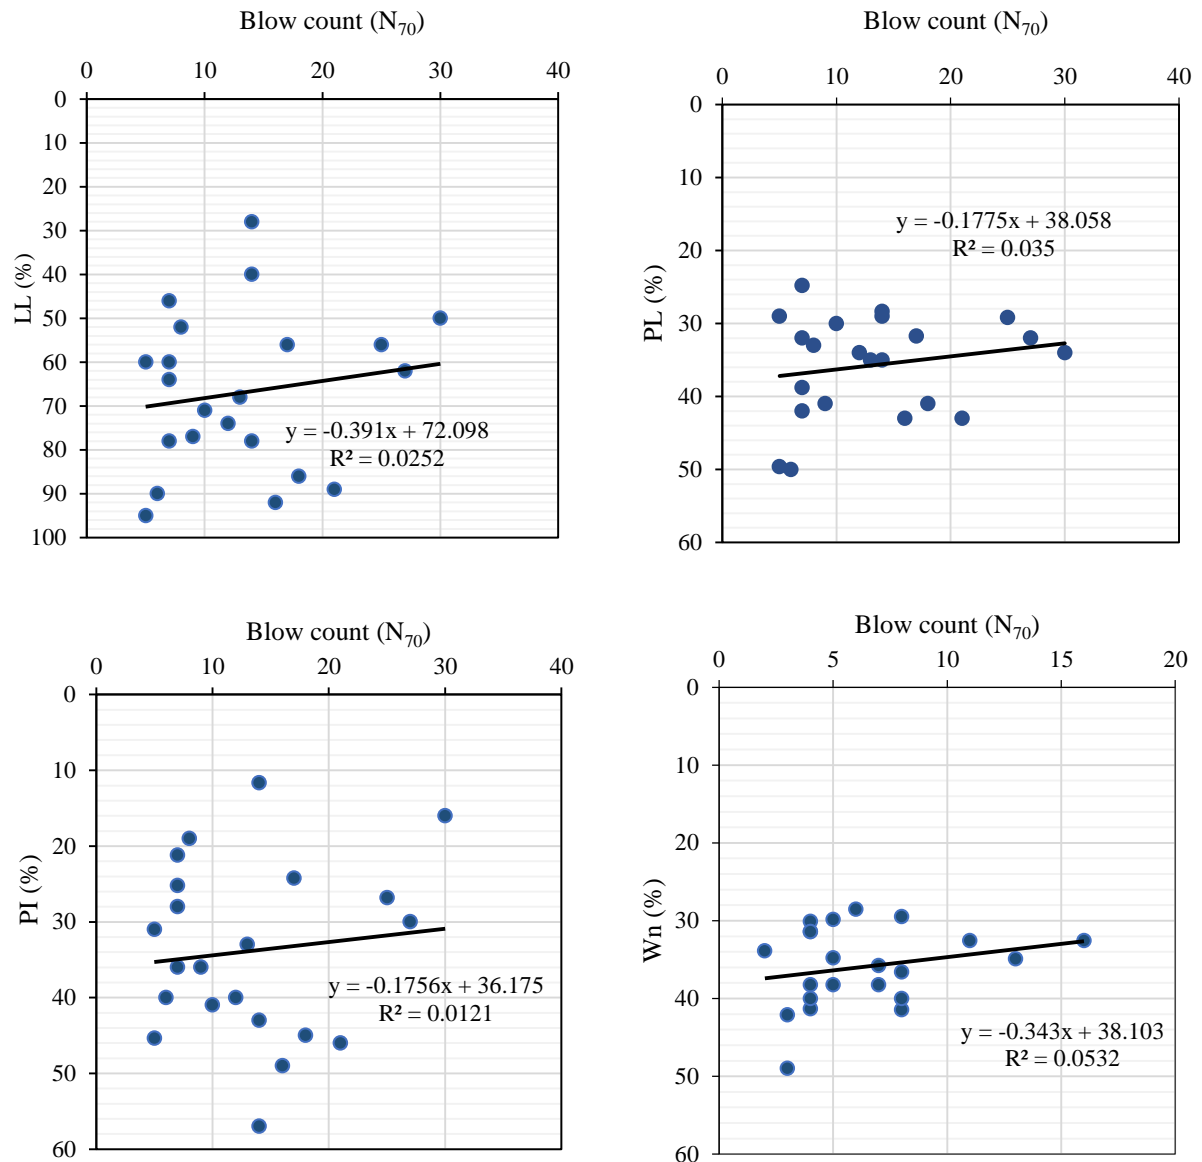 Blow count (N70)
0 10 20 30 40
0
10
20
30
40
50
60
70
80
90
100
LL (%)
y = -0.391x + 72.098
R² = 0.0252
Blow count (N70)
0 10 20 30 40
0
10
20
30
40
50
60
PL (%)
y = -0.1775x + 38.058
R² = 0.035
Blow count (N70)
0 10 20 30 40
0
10
20
30
40
50
60
PI (%)
y = -0.1756x + 36.175
R² = 0.0121
Blow count (N70)
0 5 10 15 20
0
10
20
30
40
50
60
Wn (%)
y = -0.343x + 38.103
R² = 0.0532